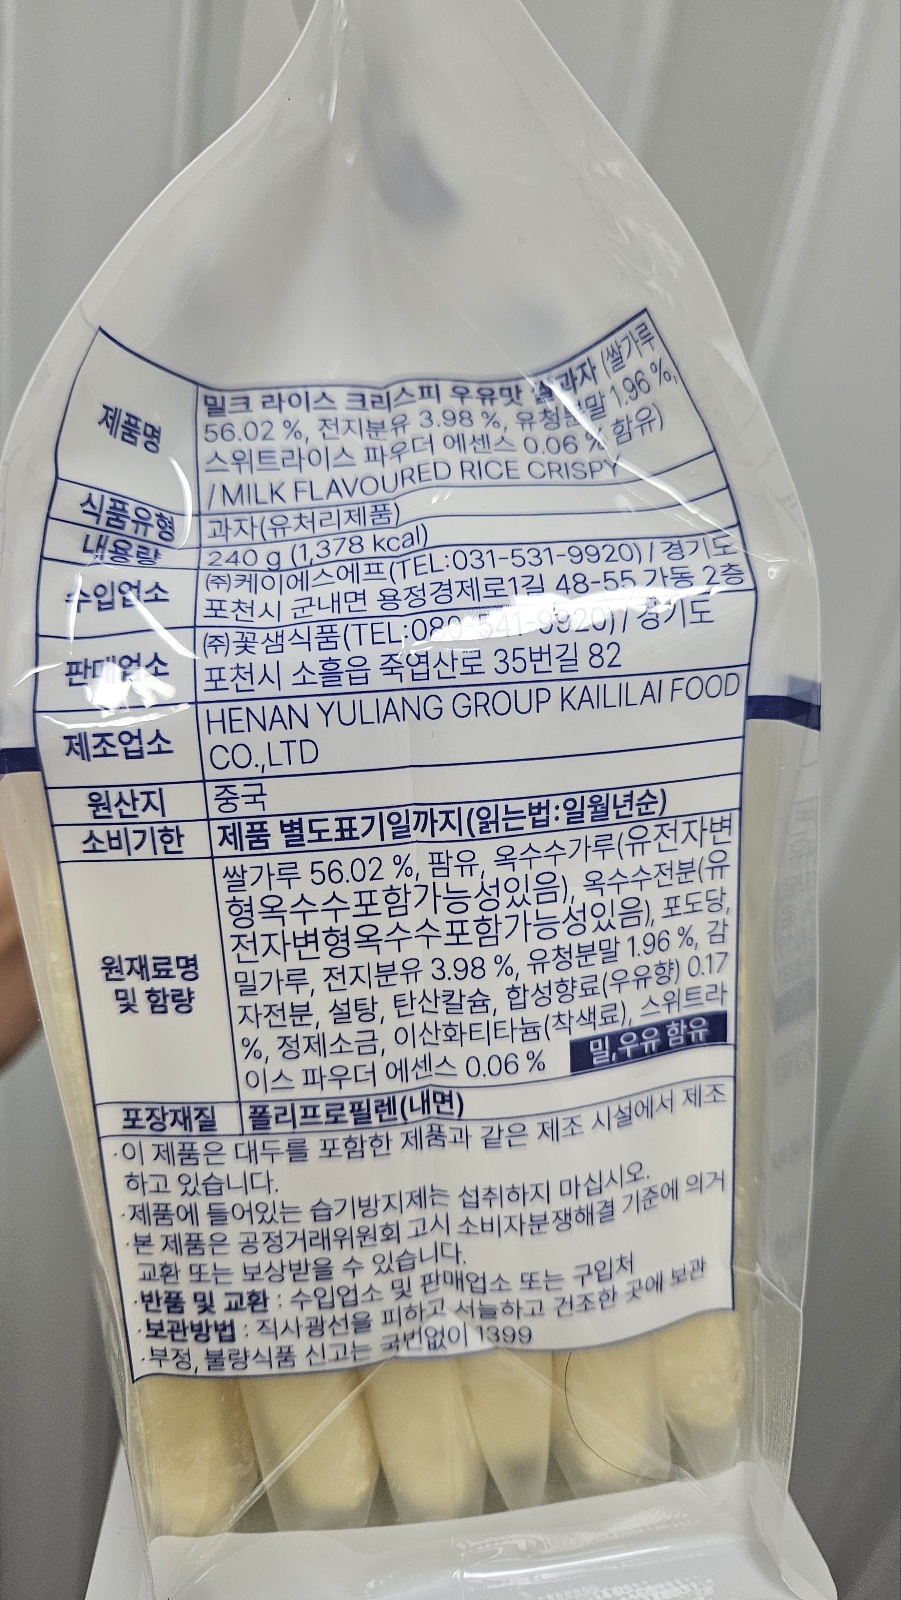 제품명
밀크 라이스 크리스피 우유맛 과자 (쌀가루
56.02 %, 전지분유 3.98 %, 유청분말 1.96 %,
스위트라이스 파우더 에센스 0.06 % 함유)
/ MILK FLAVOURED RICE CRISPY
식품유형
과자(유처리제품)
내용량
240 g (1,378 kcal)
수입업소
㈜케이에스에프(TEL:031-531-9920) / 경기도
포천시 군내면 용정경제로1길 48-55 가동 2층
판매업소
㈜꽃샘식품(TEL:080-541-9920) / 경기도
포천시 소흘읍 죽엽산로 35번길 82
제조업소
HENAN YULIANG GROUP KAILILAI FOOD
CO.,LTD
원산지
중국
소비기한
제품 별도표기일까지(읽는법:일월년순)
원재료명
및 함량
쌀가루 56.02 %, 팜유, 옥수수가루(유전자변
형옥수수포함가능성있음), 옥수수전분(유
전자변형옥수수포함가능성있음), 포도당,
밀가루, 전지분유 3.98 %, 유청분말 1.96 %, 감
자전분, 설탕, 탄산칼슘, 합성향료(우유향) 0.17
%, 정제소금, 이산화티타늄(착색료), 스위트라
이스 파우더 에센스 0.06 %
밀,우유 함유
포장재질
폴리프로필렌(내면)
·이 제품은 대두를 포함한 제품과 같은 제조 시설에서 제조
하고 있습니다.
·제품에 들어있는 습기방지제는 섭취하지 마십시오.
·본 제품은 공정거래위원회 고시 소비자분쟁해결 기준에 의거
교환 또는 보상받을 수 있습니다.
·반품 및 교환 : 수입업소 및 판매업소 또는 구입처
·보관방법 : 직사광선을 피하고 서늘하고 건조한 곳에 보관
·부정, 불량식품 신고는 국번없이 1399